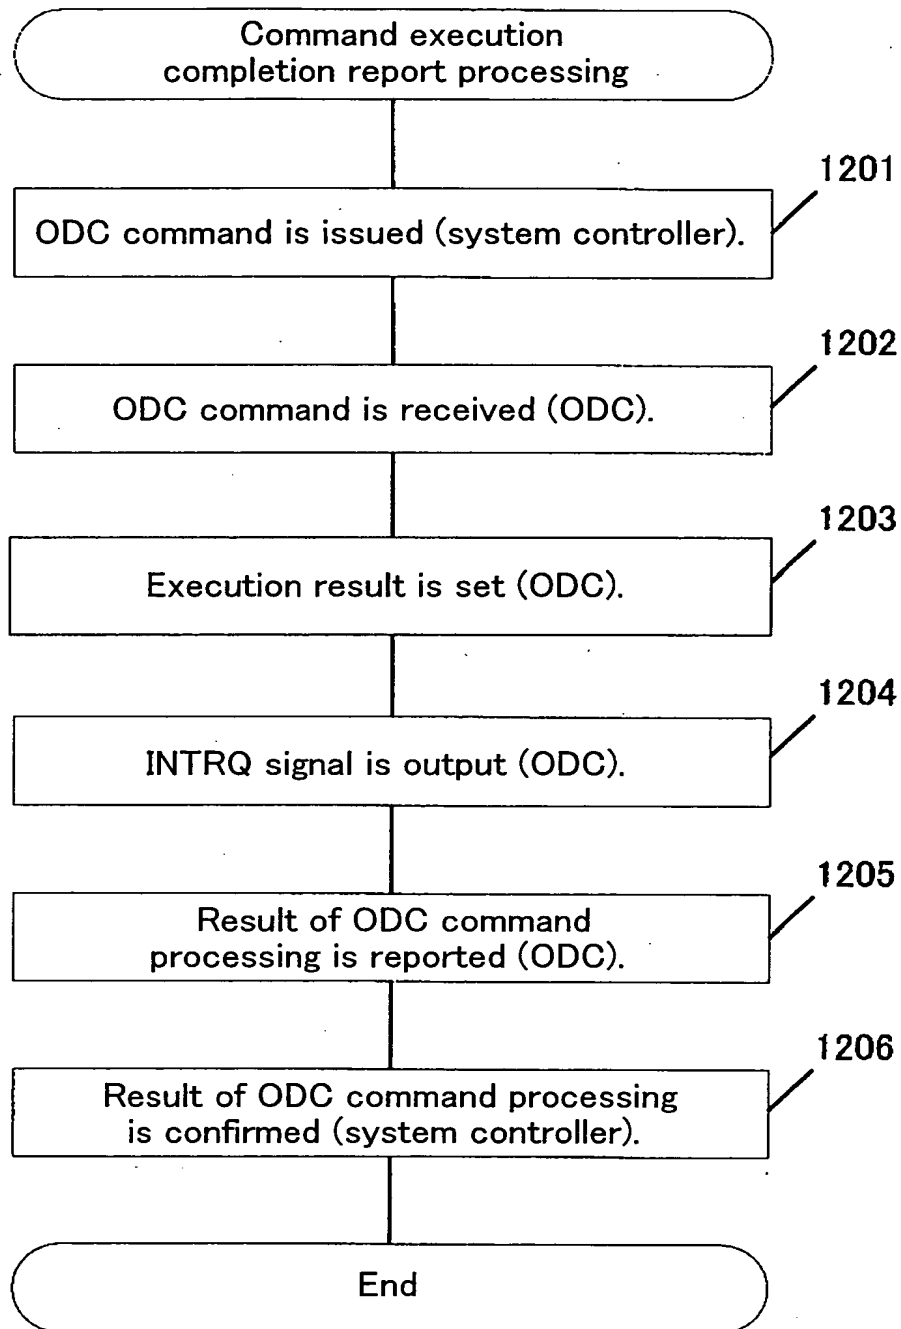 Command execution
completion report processing
1201
ODC command is issued (system controller).
1202
ODC command is received (ODC).
1203
Execution result is set (ODC).
1204
INTRQ signal is output (ODC).
1205
Result of ODC command
processing is reported (ODC).
1206
Result of ODC command processing
is confirmed (system controller).
End